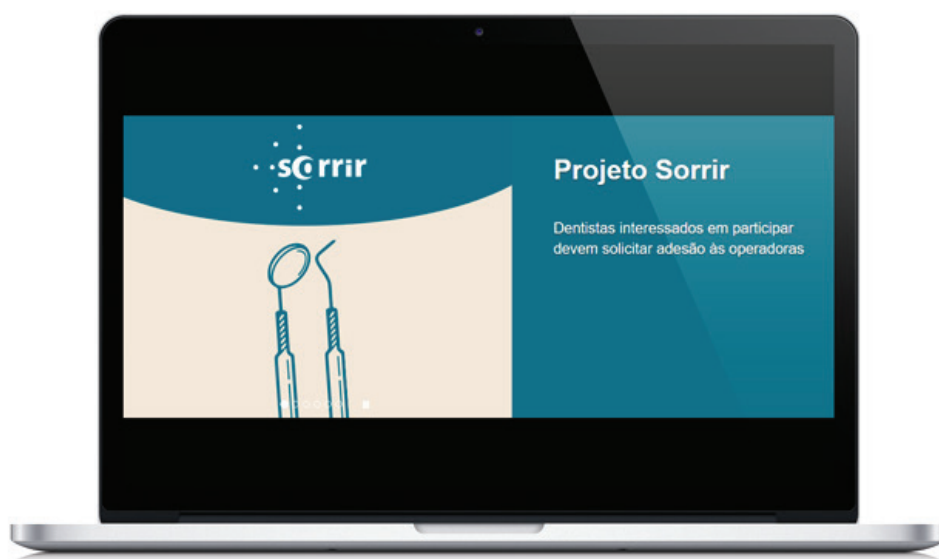 sorrir
Projeto Sorrir
Dentistas interessados em participar
devem solicitar adesão às operadoras